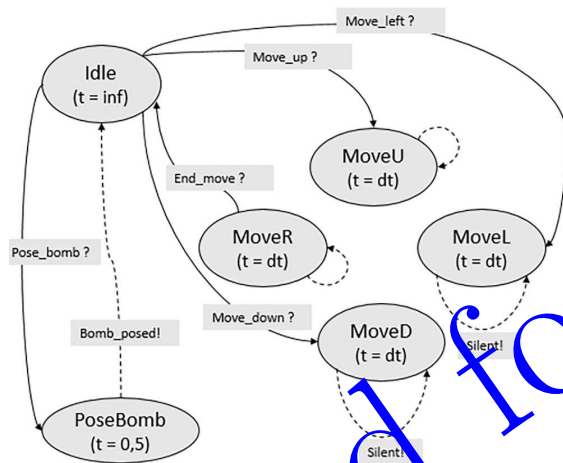 Move_left ?
Idle
(t = inf)
Move_up ?
MoveU
(t = dt)
End_move ?
MoveR
(t = dt)
MoveL
(t = dt)
Pose_bomb ?
Move_down ?
Bomb_posed!
MoveD
(t = dt)
Silent!
PoseBomb
(t = 0,5)
Silent!
d fo